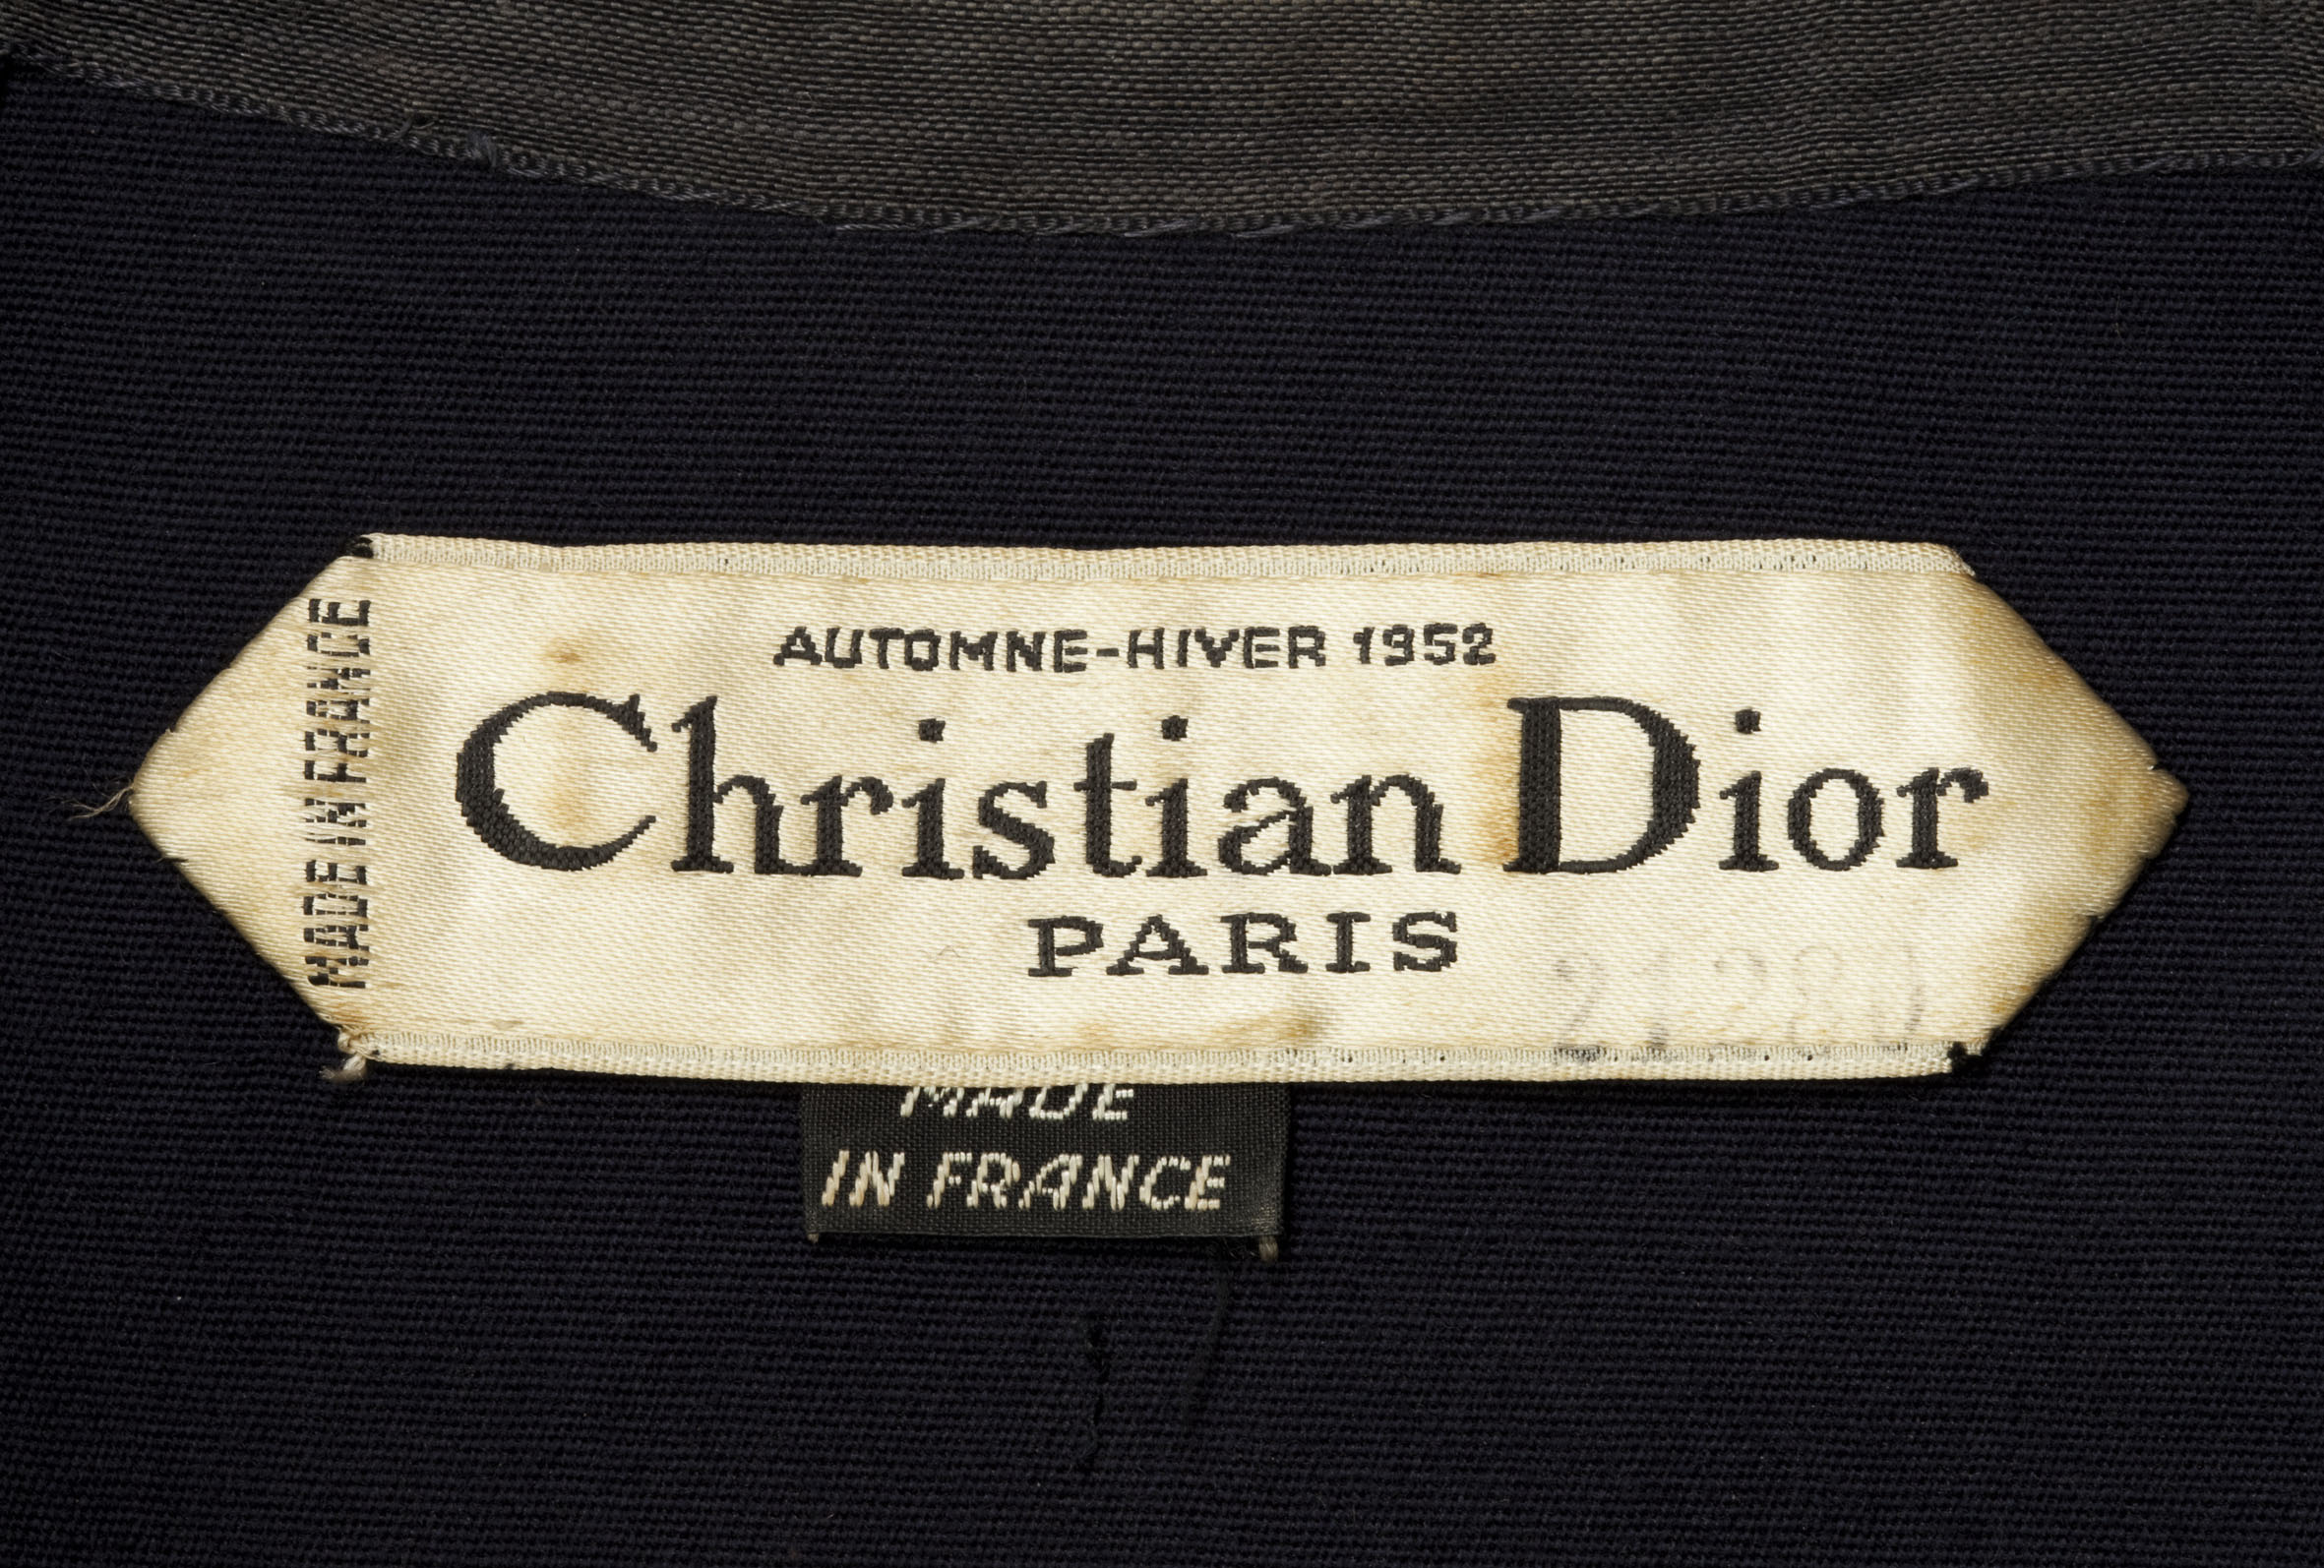 MADE IN FRANCE
AUTOMNE-HIVER 1952
Christian Dior
PARIS
MADE
IN FRANCE